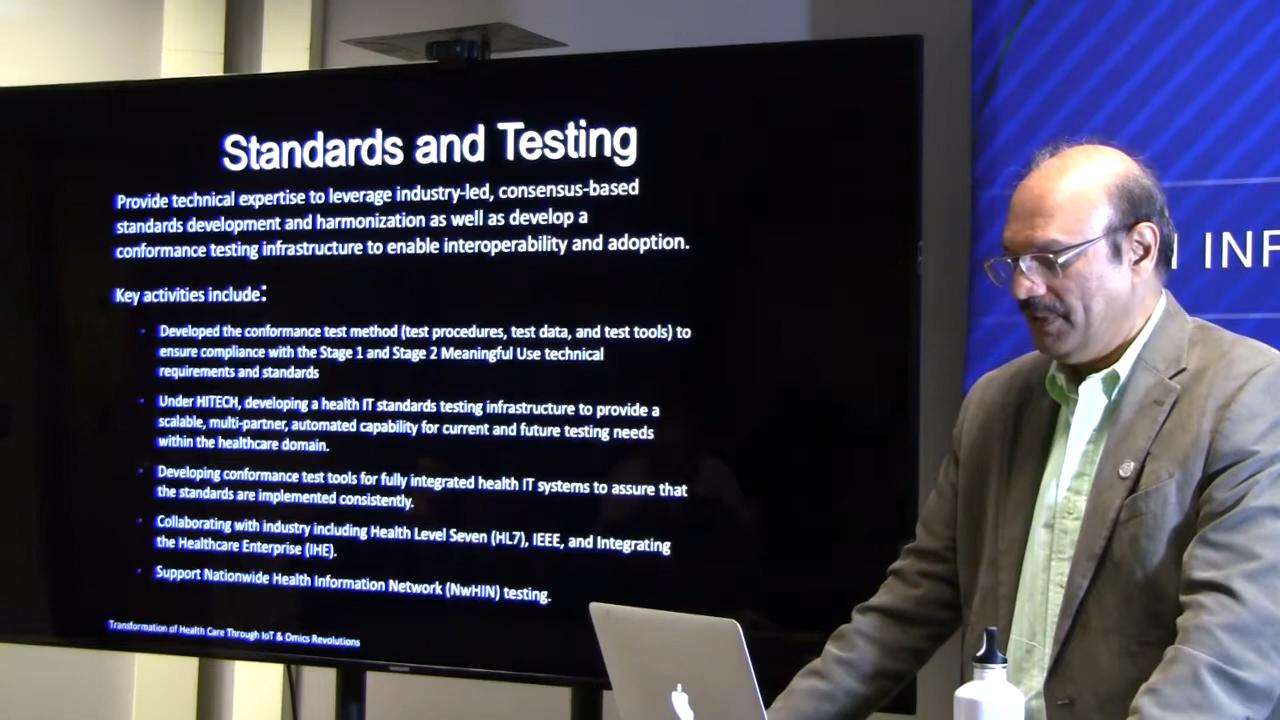 Standards and Testing
Provide technical expertise to leverage industry-led, consensus-based
standards development and harmonization as well as develop a
conformance testing infrastructure to enable interoperability and adoption.
Key activities include:
Developed the conformance test method (test procedures, test data, and test tools) to
ensure compliance with the Stage 1 and Stage 2 Meaningful Use technical
requirements and standards
Under HITECH, developing a health IT standards testing infrastructure to provide a
scalable, multi-partner, automated capability for current and future testing needs
within the healthcare domain.
Developing conformance test tools for fully integrated health IT systems to assure that
the standards are implemented consistently.
Collaborating with industry including Health Level Seven (HL7), IEEE, and Integrating
the Healthcare Enterprise (IHE).
Support Nationwide Health Information Network (NwHIN) testing.
Transformation of Health Care Through IoT & Omics Revolutions
SAMSUNG
INF